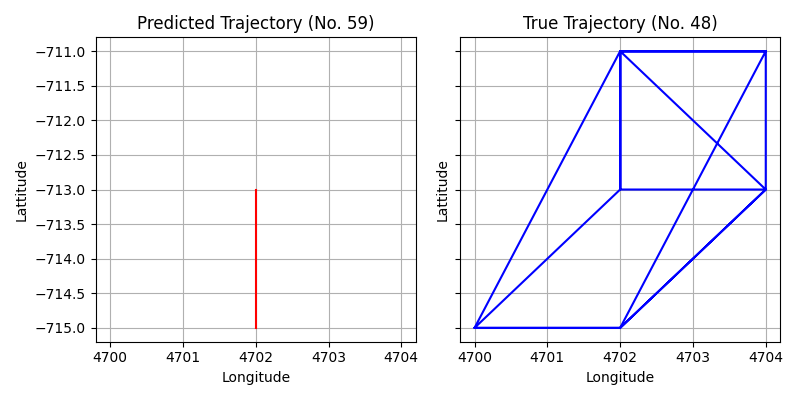 Predicted Trajectory (No. 59)
True Trajectory (No. 48)
−711.0
−711.5
−712.0
−712.5
−713.0
−713.5
−714.0
−714.5
−715.0
Lattitude
Lattitude
4700 4701 4702 4703 4704
4700 4701 4702 4703 4704
Longitude
Longitude